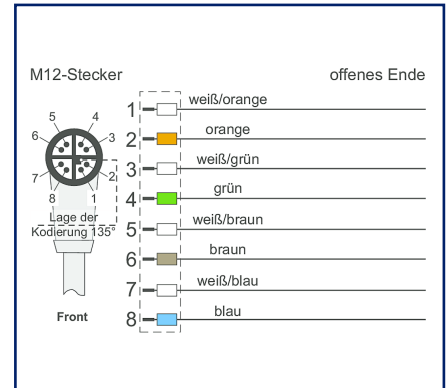 M12-Stecker
offenes Ende
5 4
6 3
7 2
8 1
Lage der
Kodierung 135°
Front
1 weiß/orange
2 orange
3 weiß/grün
4 grün
5 weiß/braun
6 braun
7 weiß/blau
8 blau